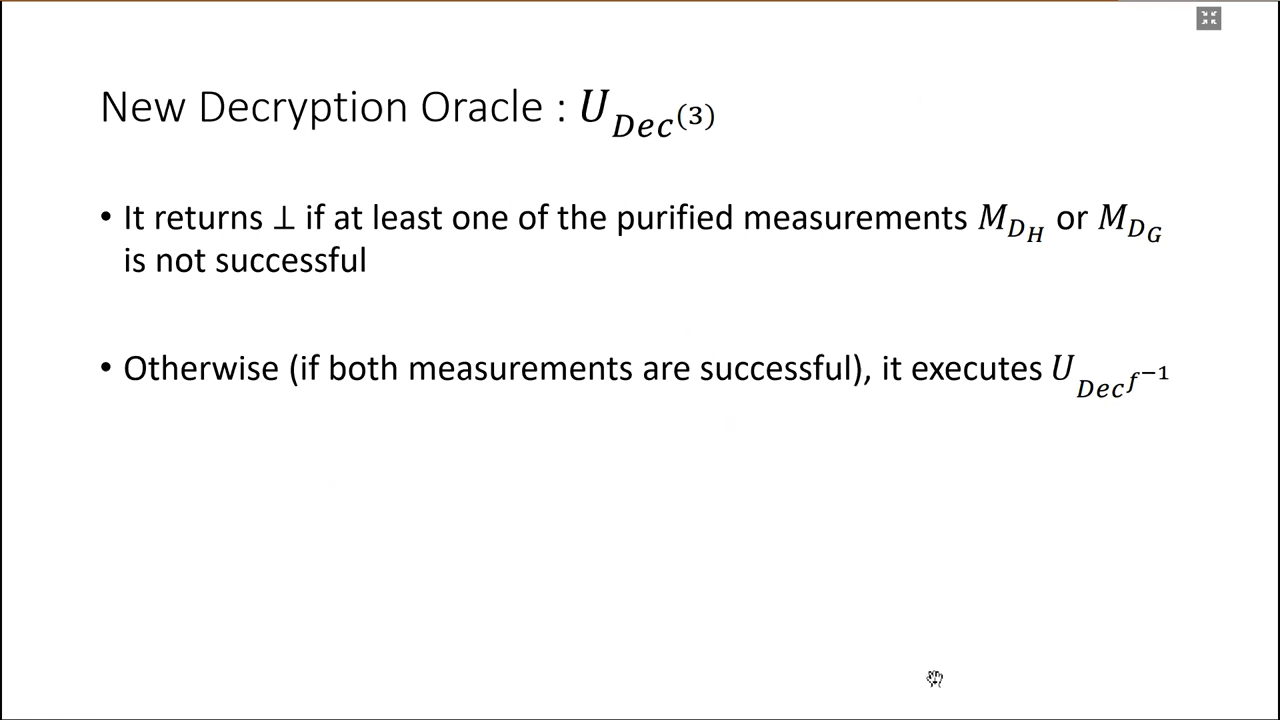 New Decryption Oracle : U_{Dec^{(3)}}
• It returns ⊥ if at least one of the purified measurements M_{D_H} or M_{D_G}
is not successful
• Otherwise (if both measurements are successful), it executes U_{Dec^{f^{-1}}}